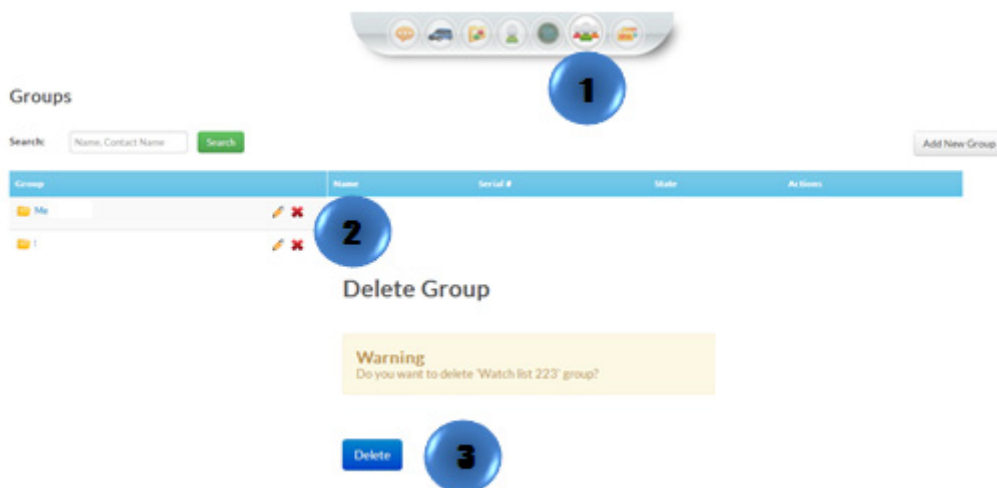 1
Groups
Search: Name, Contact Name Search Add New Group
Group Name Serial # State Actions
Me
2
Delete Group
Warning
Do you want to delete 'Watch list 223' group?
Delete 3